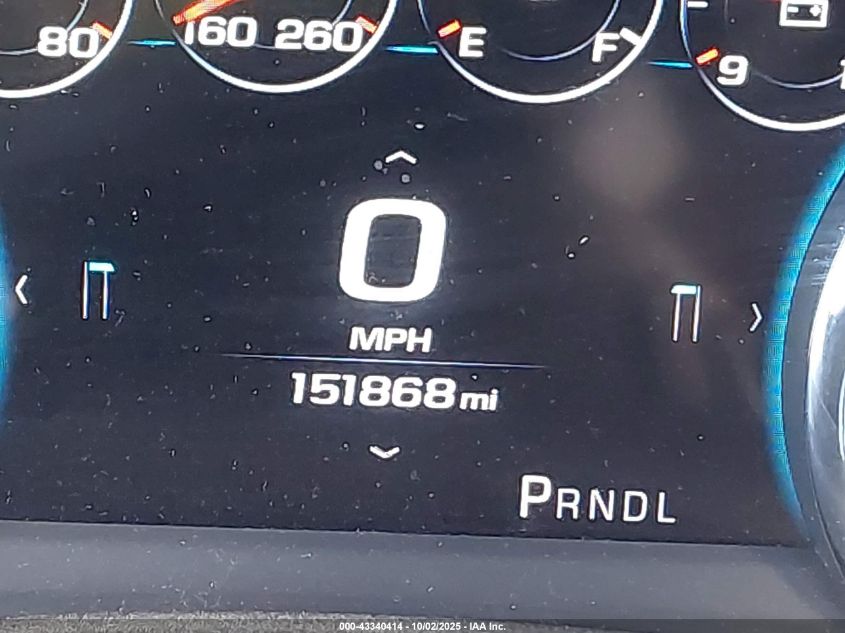 80 160 260 E F 9
0
MPH
151868 mi
PRNDL
000-43340414 - 10/02/2025 - IAA Inc.